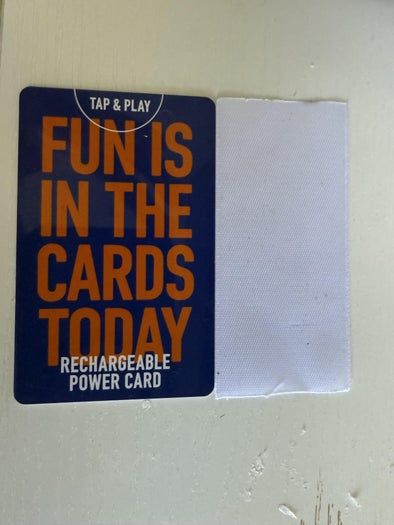 TAP & PLAY
FUN IS
IN THE
CARDS
TODAY
RECHARGEABLE
POWER CARD